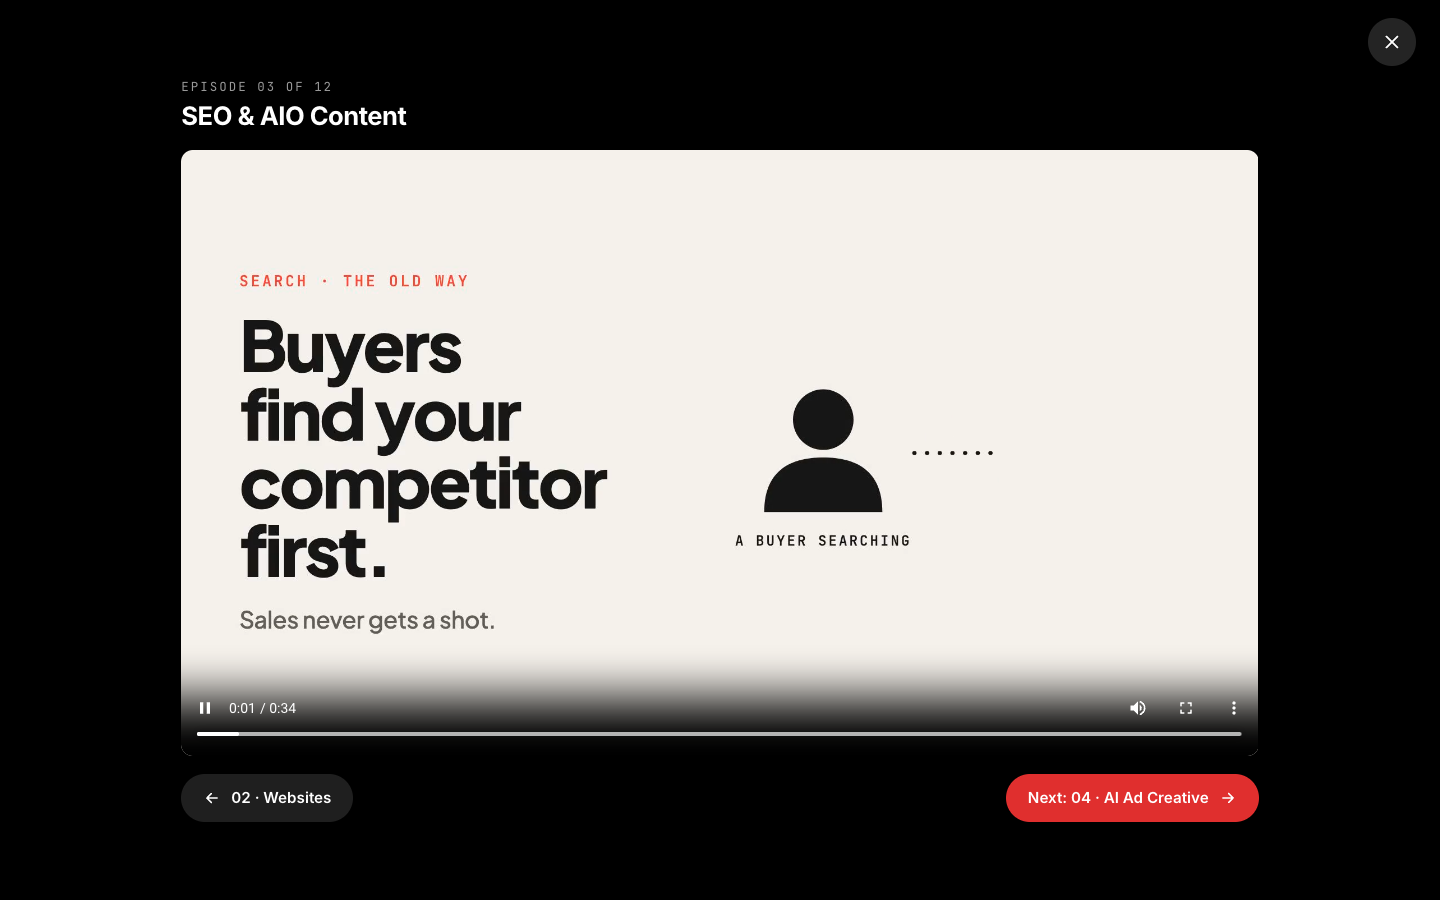 EPISODE 03 OF 12
SEO & AIO Content
SEARCH · THE OLD WAY
Buyers
find your
competitor
first.
Sales never gets a shot.
A BUYER SEARCHING
0:01 / 0:34
02 · Websites
Next: 04 · AI Ad Creative